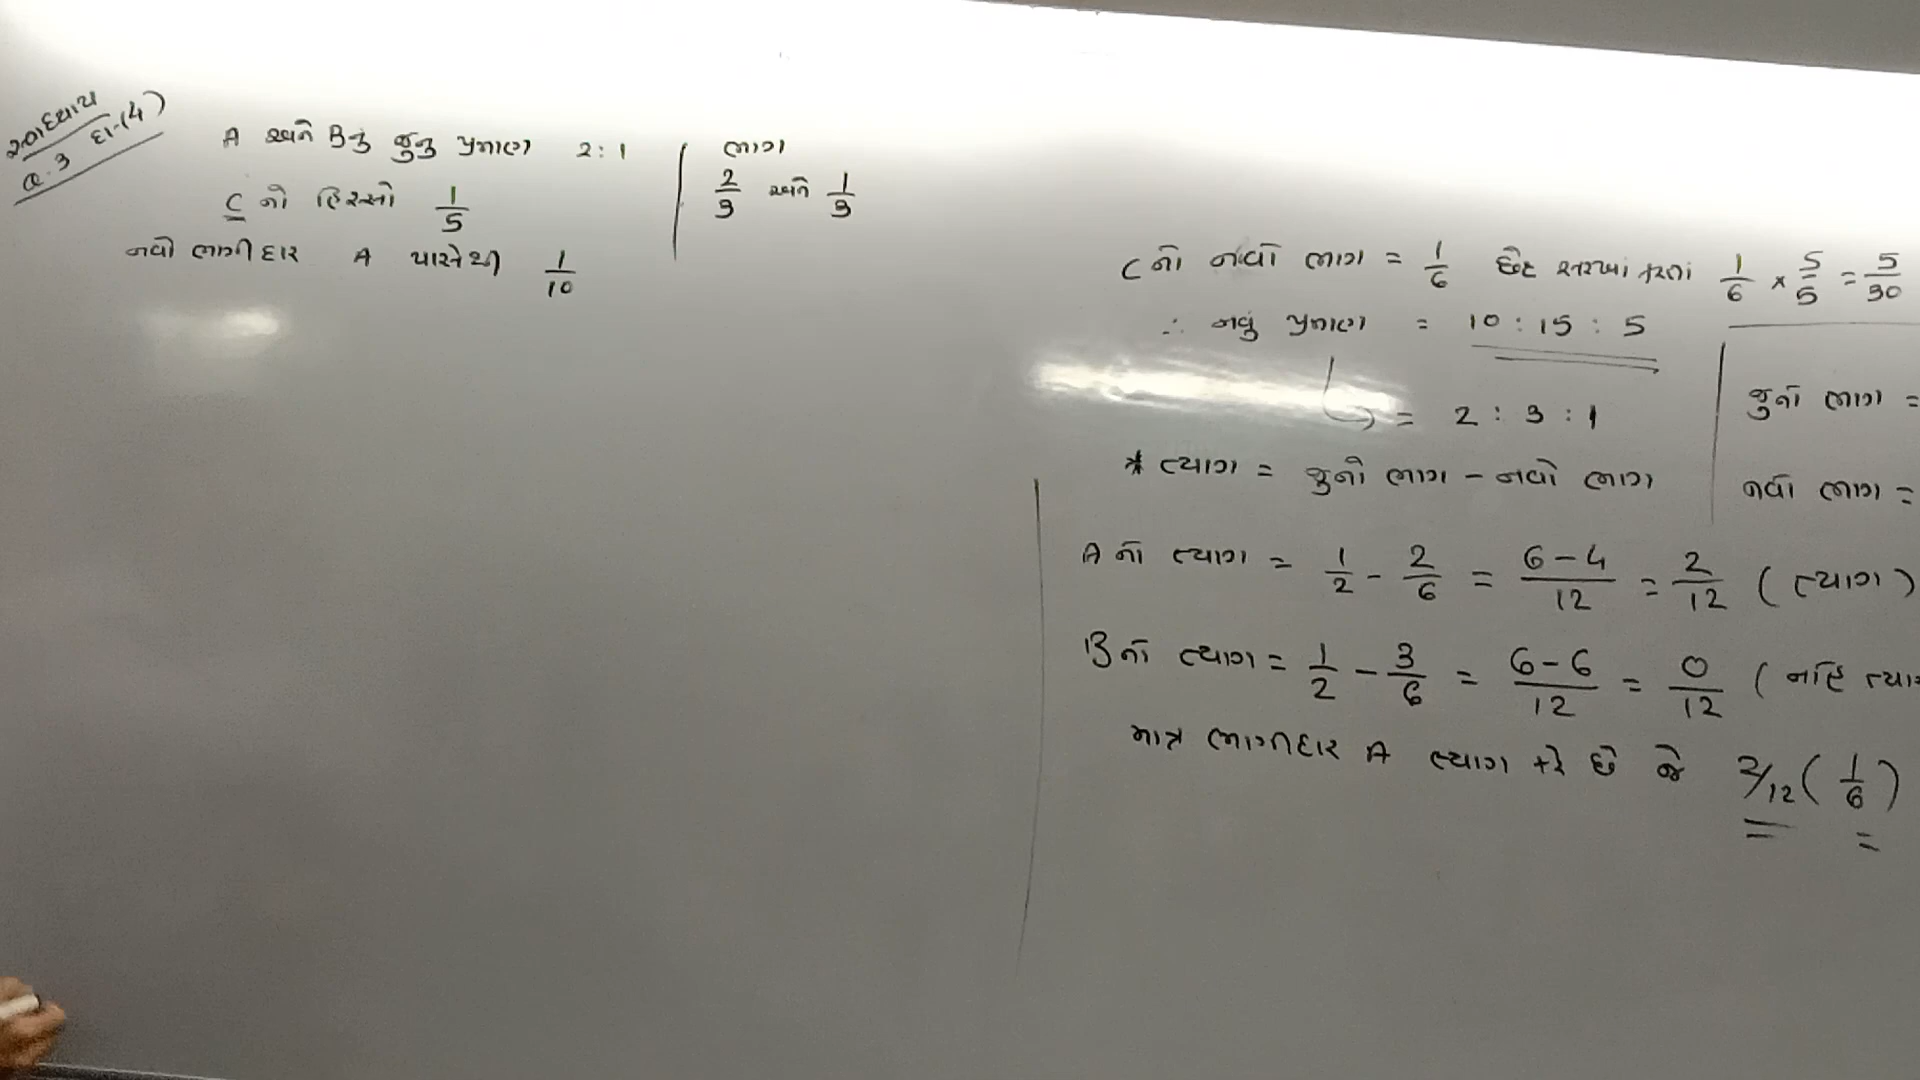 સ્વાધ્યાય
Q.3 દા-(4)
A અને Bનું જુનુ પ્રમાણ 2 : 1
C નો હિસ્સો 1/5
નવો ભાગીદાર A પાસેથી 1/10
ભાગ
2/3 અને 1/3
C નો નવો ભાગ = 1/6 છેદ સરખા કરતાં 1/6 × 5/5 = 5/30
∴ નવું પ્રમાણ = 10 : 15 : 5
= 2 : 3 : 1
* ત્યાગ = જુનો ભાગ - નવો ભાગ
જુનો ભાગ =
નવો ભાગ =
A નો ત્યાગ = 1/2 - 2/6 = 6-4/12 = 2/12 (ત્યાગ)
B નો ત્યાગ = 1/2 - 3/6 = 6-6/12 = 0/12 (નહિ
માત્ર ભાગીદાર A ત્યાગ કરે છે જે 2/12 (1/6)